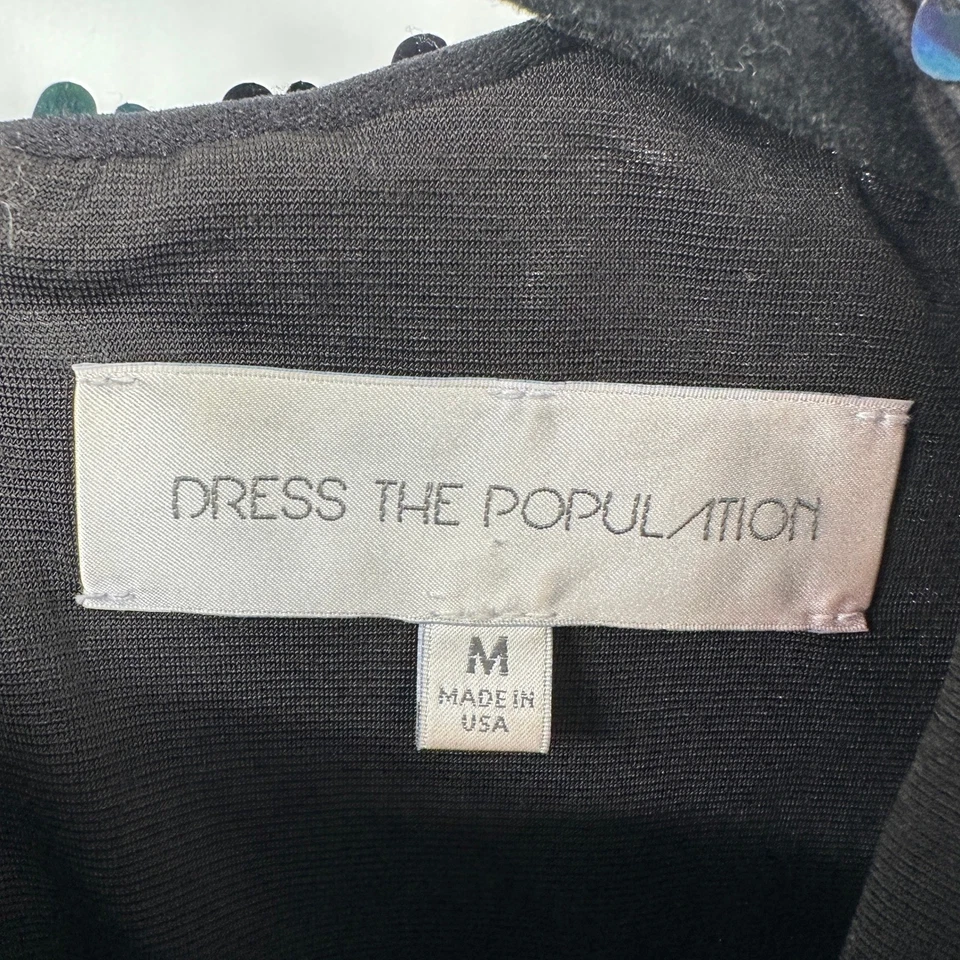 DRESS THE POPULATION
M
MADE IN
USA